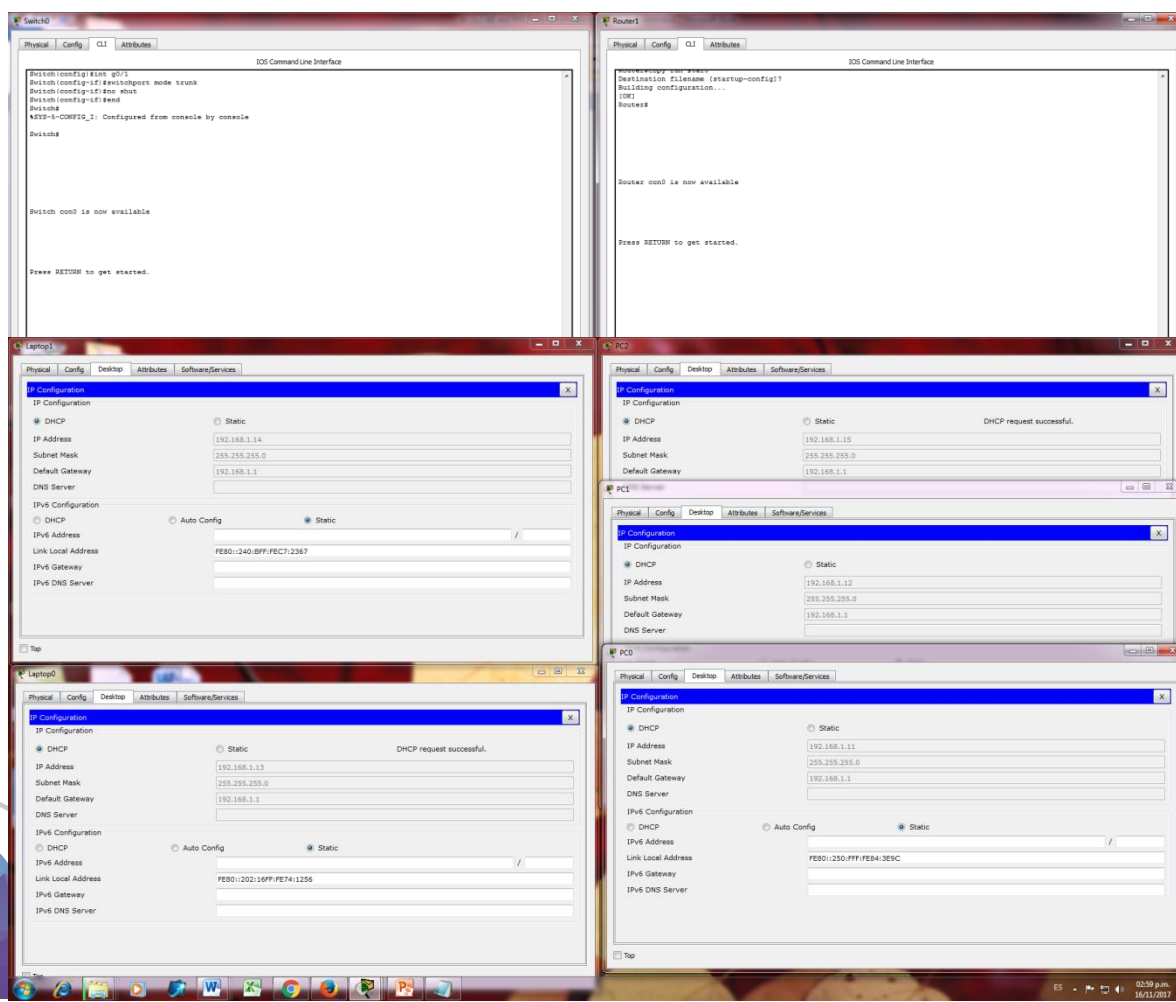 Switch0
Physical Config CLI Attributes
IOS Command Line Interface
Switch(config)#int g0/1
Switch(config-if)#switchport mode trunk
Switch(config-if)#no shut
Switch(config-if)#end
Switch#
%SYS-5-CONFIG_I: Configured from console by console
Switch#
Switch con0 is now available
Press RETURN to get started.
Router1
Physical Config CLI Attributes
IOS Command Line Interface
Router#copy run start
Destination filename [startup-config]?
Building configuration...
[OK]
Router#
Router con0 is now available
Press RETURN to get started.
Laptop1
Physical Config Desktop Attributes Software/Services
IP Configuration X
IP Configuration
DHCP Static
IP Address 192.168.1.14
Subnet Mask 255.255.255.0
Default Gateway 192.168.1.1
DNS Server
IPv6 Configuration
DHCP Auto Config Static
IPv6 Address /
Link Local Address FE80::240:BFF:FEC7:2367
IPv6 Gateway
IPv6 DNS Server
Top
PC2
Physical Config Desktop Attributes Software/Services
IP Configuration X
IP Configuration
DHCP Static DHCP request successful.
IP Address 192.168.1.15
Subnet Mask 255.255.255.0
Default Gateway 192.168.1.1
PC1
Physical Config Desktop Attributes Software/Services
IP Configuration X
IP Configuration
DHCP Static
IP Address 192.168.1.12
Subnet Mask 255.255.255.0
Default Gateway 192.168.1.1
DNS Server
Laptop0
Physical Config Desktop Attributes Software/Services
IP Configuration X
IP Configuration
DHCP Static DHCP request successful.
IP Address 192.168.1.13
Subnet Mask 255.255.255.0
Default Gateway 192.168.1.1
DNS Server
IPv6 Configuration
DHCP Auto Config Static
IPv6 Address /
Link Local Address FE80::202:16FF:FE74:1256
IPv6 Gateway
IPv6 DNS Server
Top
PC0
Physical Config Desktop Attributes Software/Services
IP Configuration X
IP Configuration
DHCP Static
IP Address 192.168.1.11
Subnet Mask 255.255.255.0
Default Gateway 192.168.1.1
DNS Server
IPv6 Configuration
DHCP Auto Config Static
IPv6 Address /
Link Local Address FE80::250:FFF:FE84:3E9C
IPv6 Gateway
IPv6 DNS Server
Top
ES 02:59 p.m.
16/11/2017